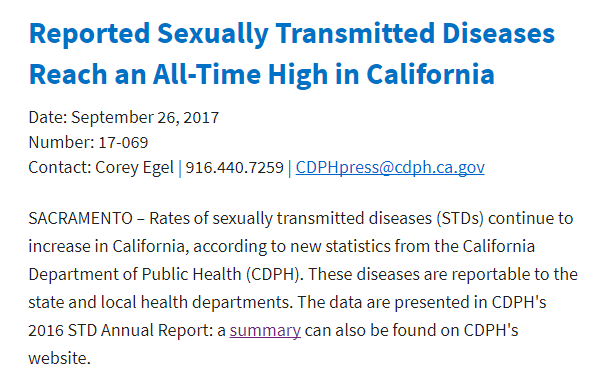 Reported Sexually Transmitted Diseases
Reach an All-Time High in California
Date: September 26, 2017
Number: 17-069
Contact: Corey Egel | 916.440.7259 | CDPHpress@cdph.ca.gov
SACRAMENTO – Rates of sexually transmitted diseases (STDs) continue to
increase in California, according to new statistics from the California
Department of Public Health (CDPH). These diseases are reportable to the
state and local health departments. The data are presented in CDPH's
2016 STD Annual Report: a summary can also be found on CDPH's
website.